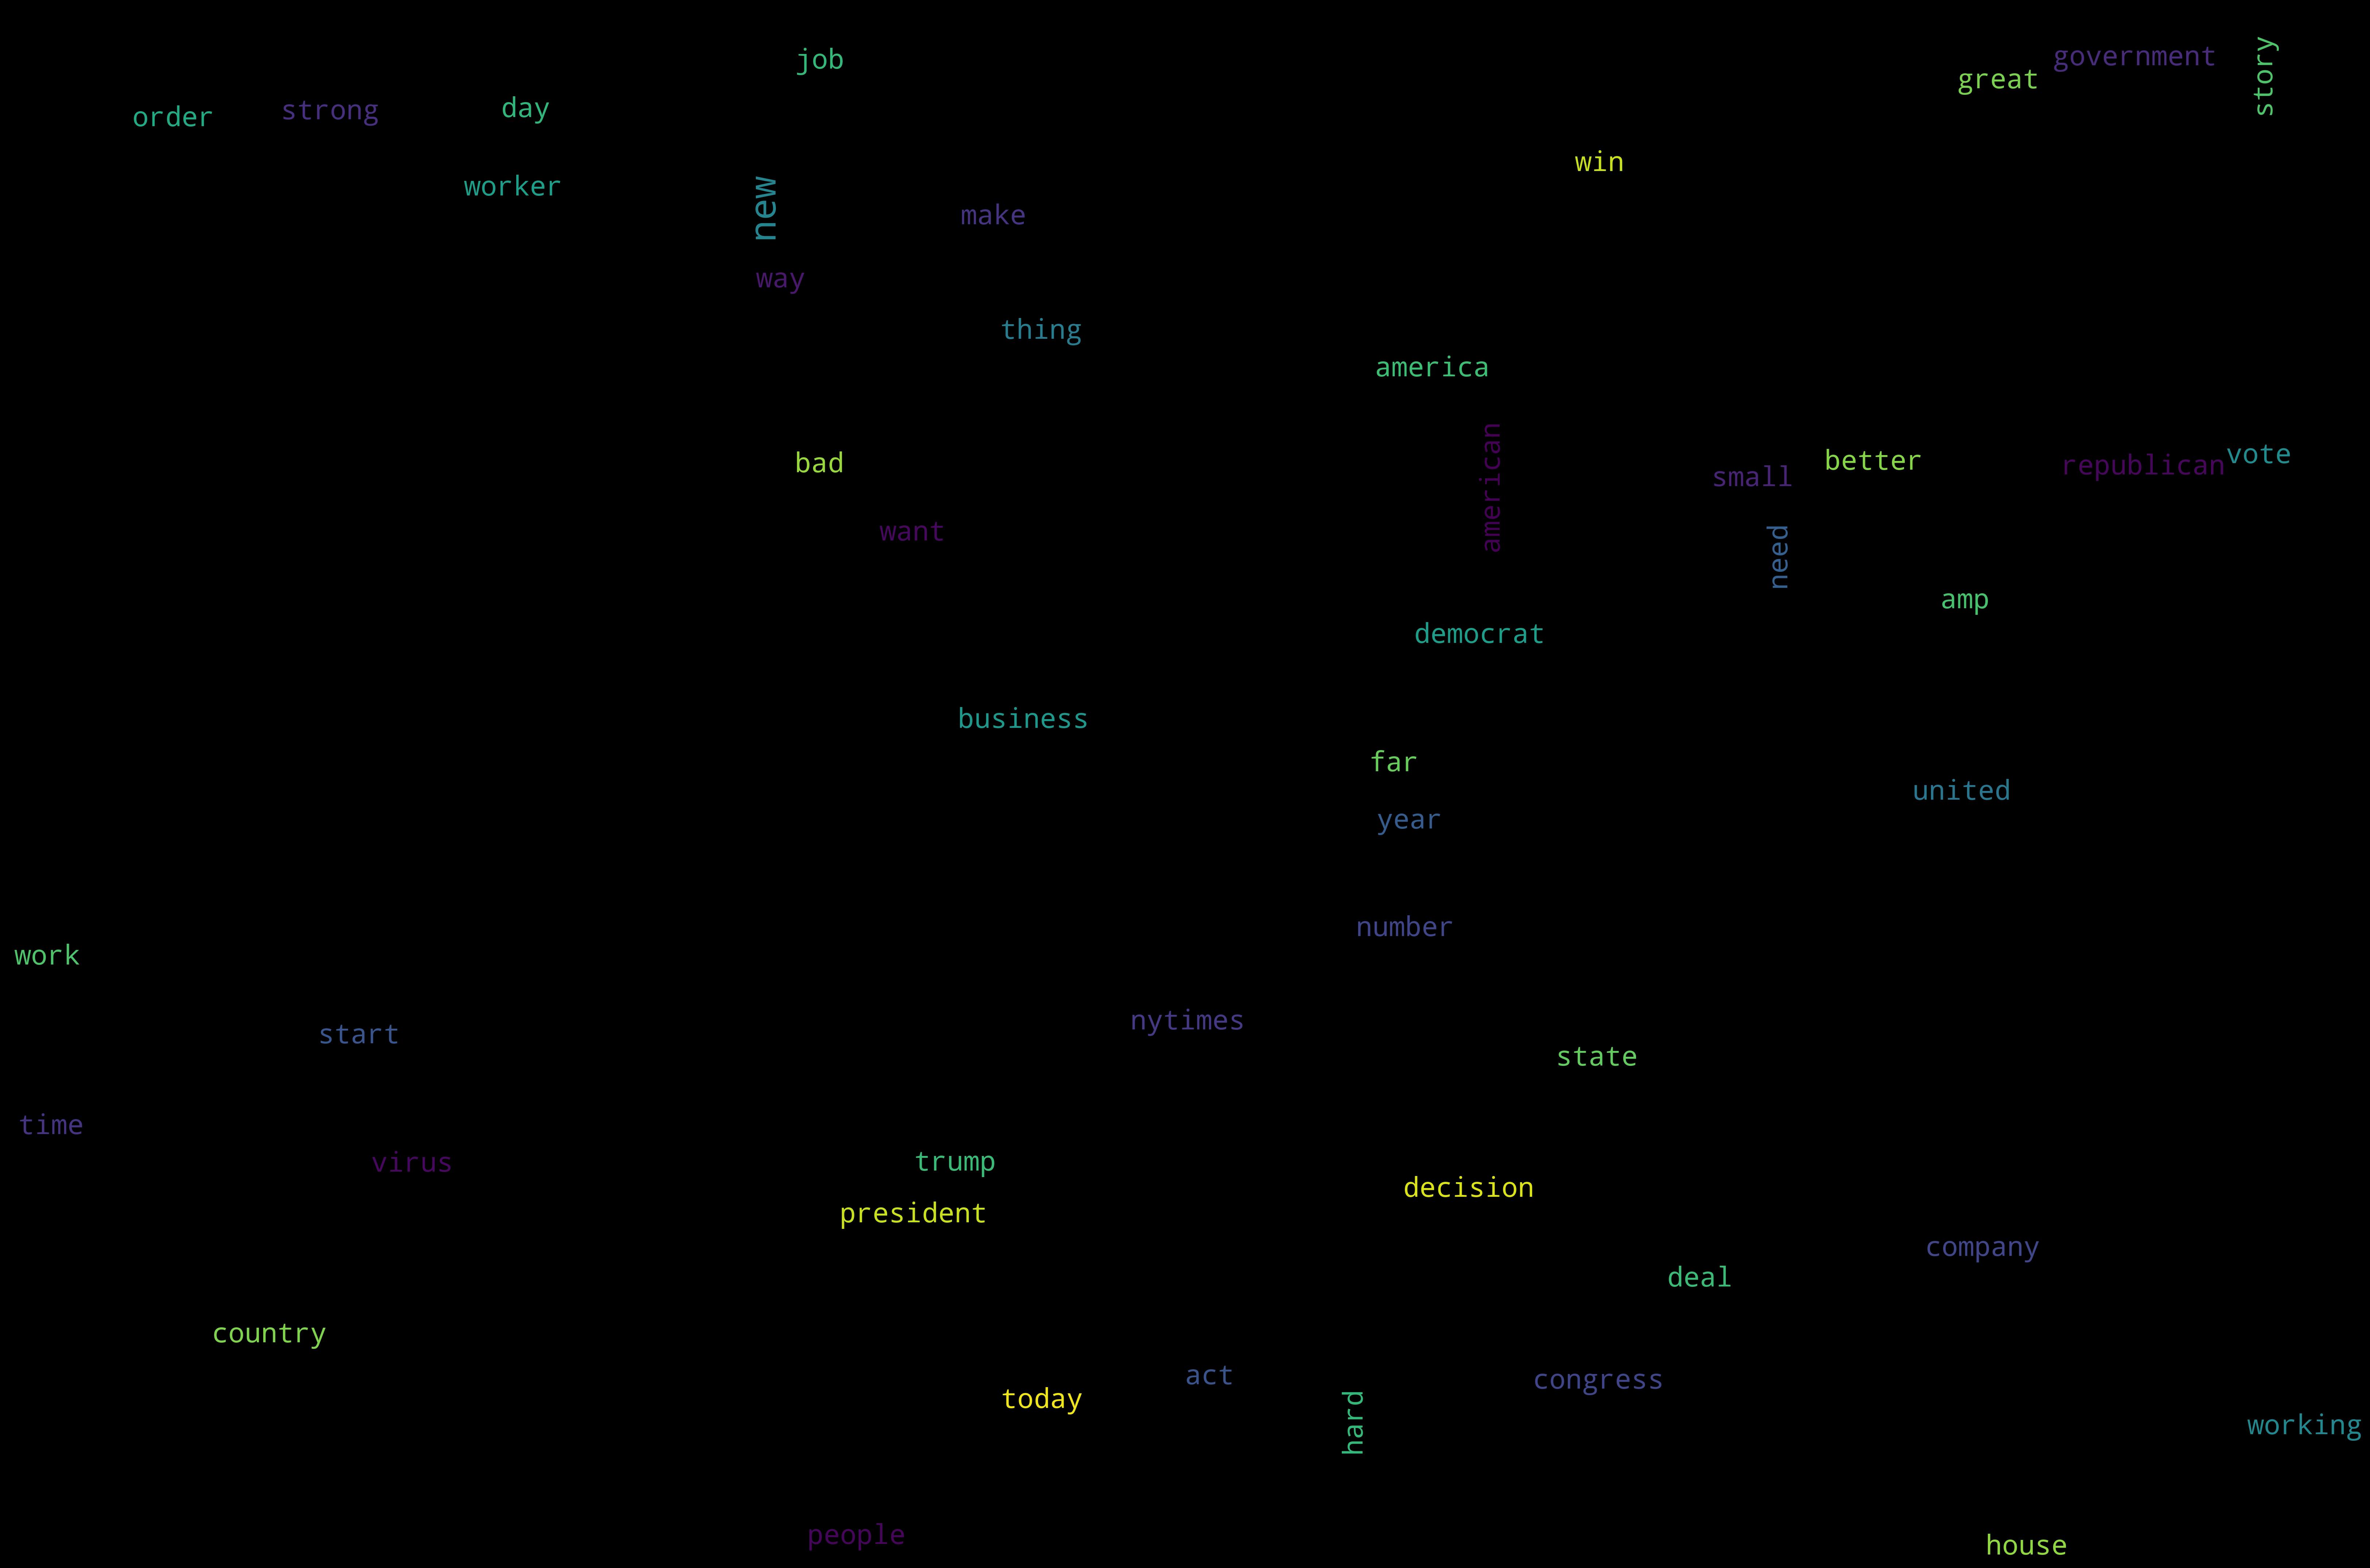 job
government
story
great
order
strong
day
win
worker
new
make
way
thing
america
bad
american
small
better
republican
vote
want
need
amp
democrat
business
far
united
year
number
work
nytimes
start
state
time
virus
trump
decision
president
company
deal
country
act
congress
today
hard
working
people
house